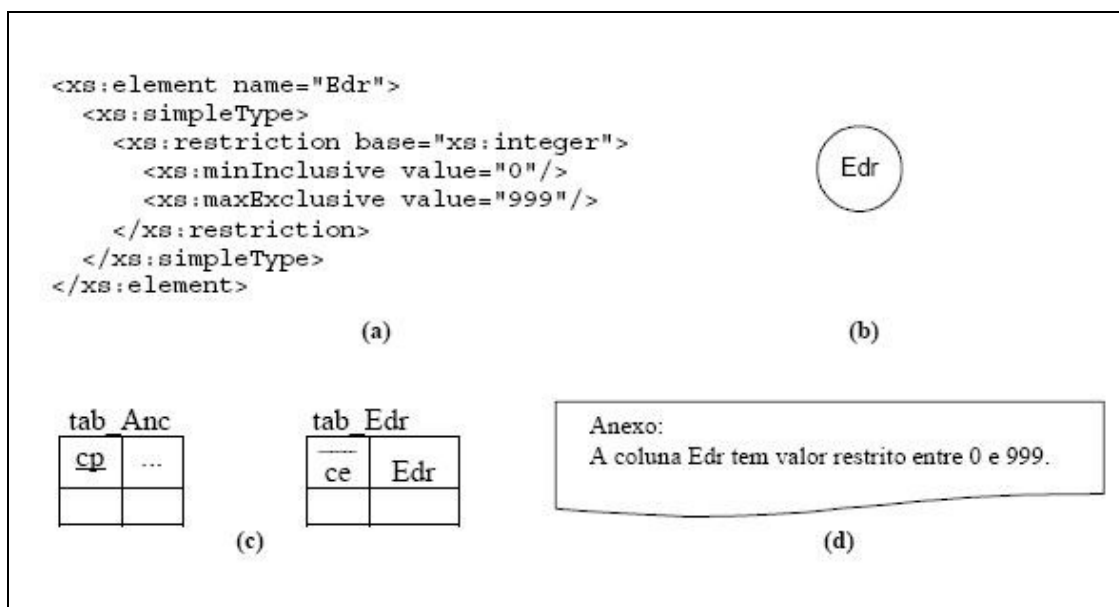 <xs:element name="Edr">
<xs:simpleType>
<xs:restriction base="xs:integer">
<xs:minInclusive value="0"/>
<xs:maxExclusive value="999"/>
</xs:restriction>
</xs:simpleType>
</xs:element>
(a)
Edr
(b)
tab_Anc
cp ...
tab_Edr
ce Edr
(c)
Anexo:
A coluna Edr tem valor restrito entre 0 e 999.
(d)